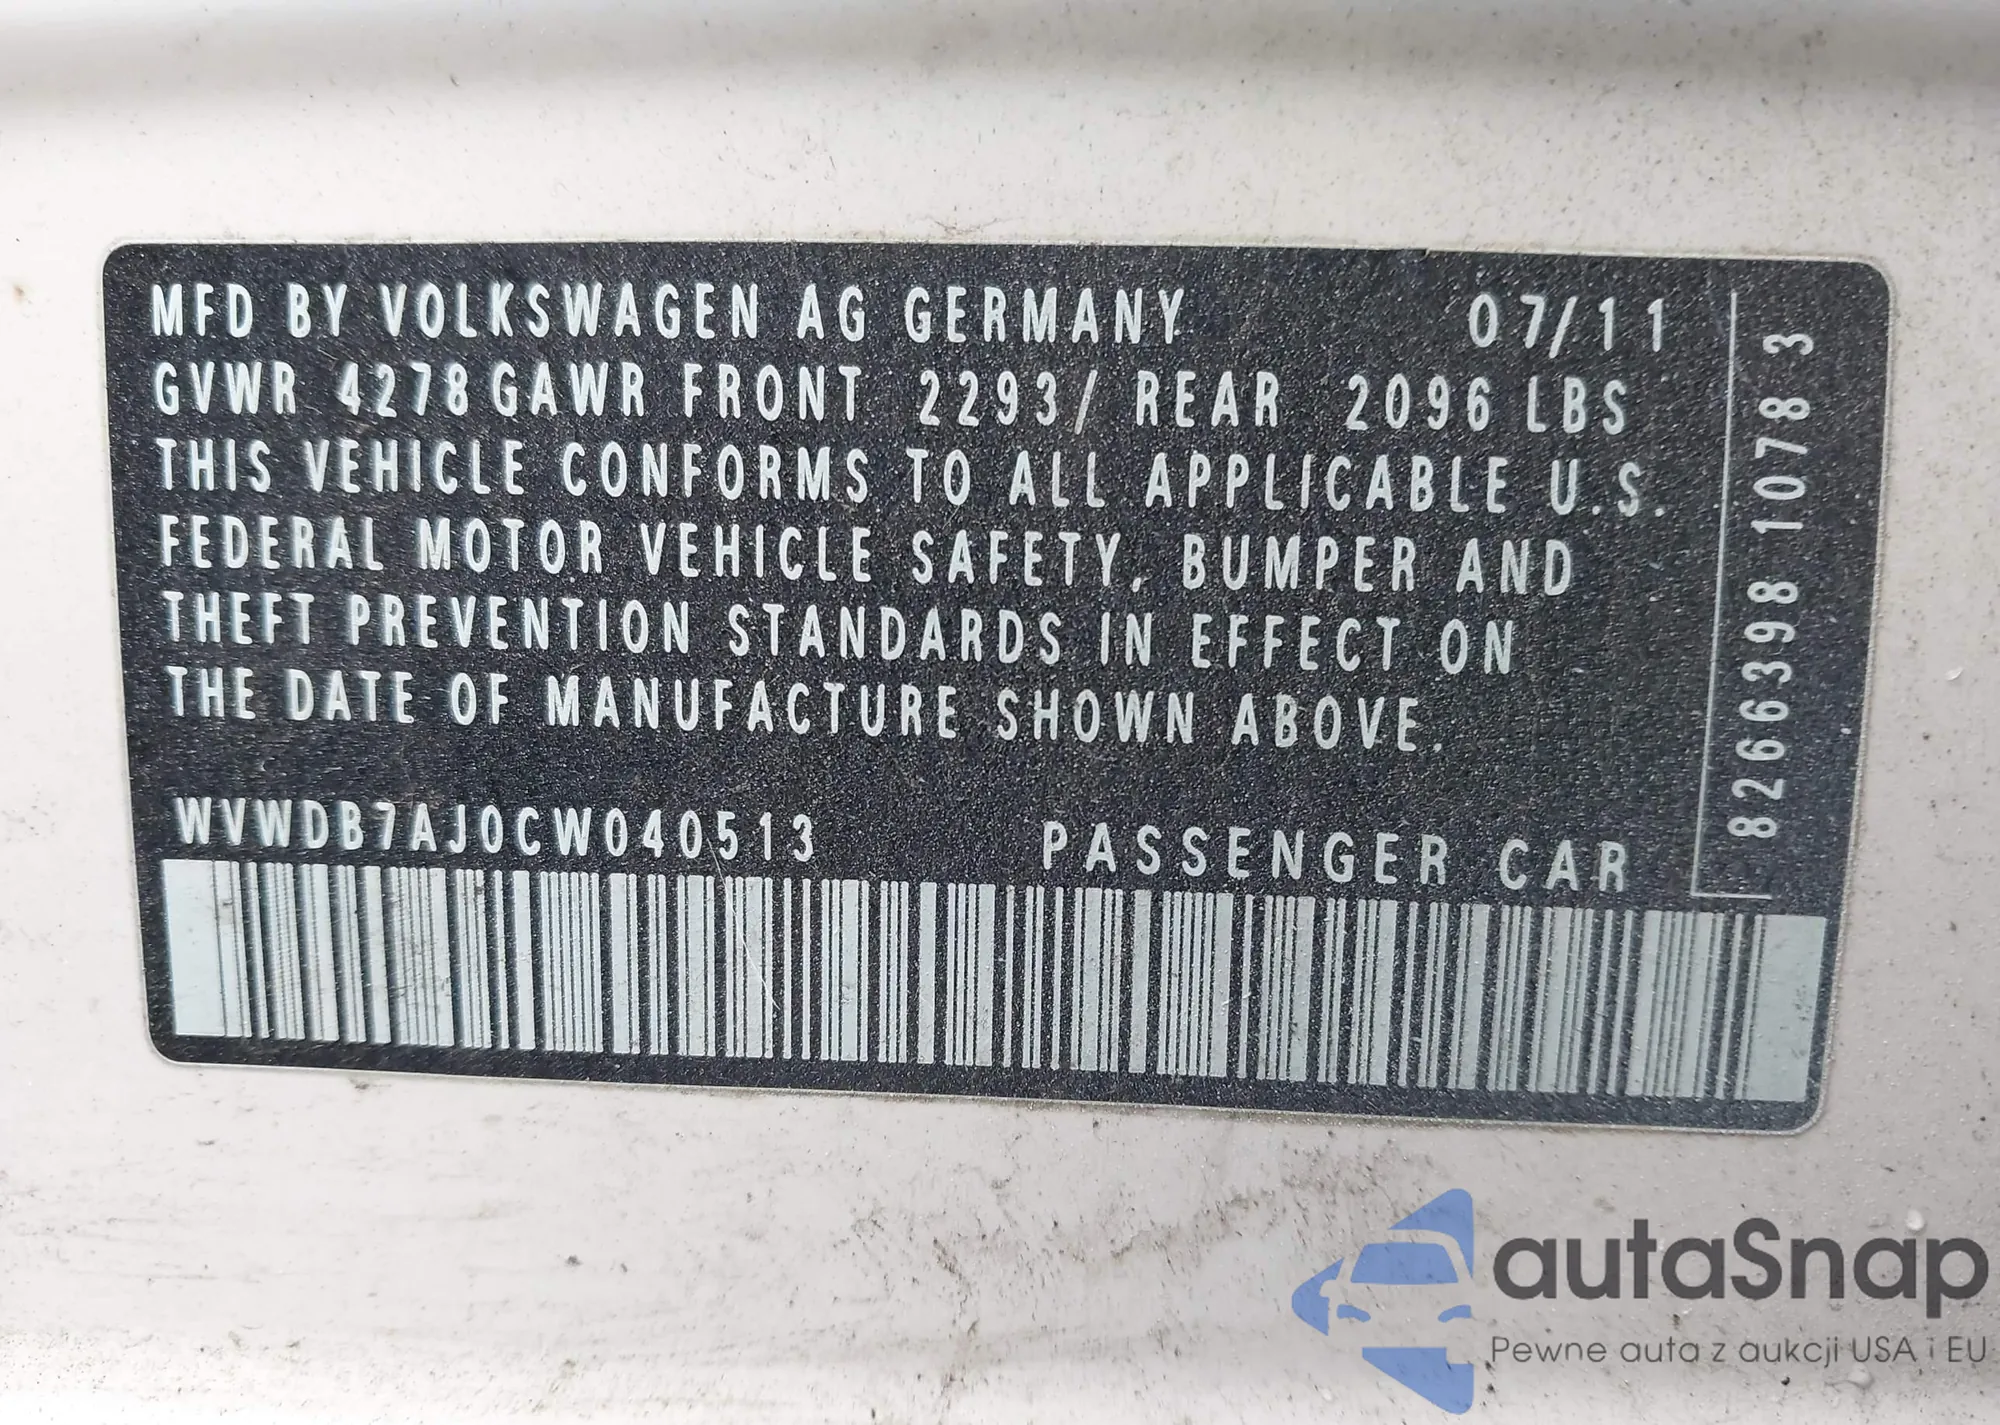 MFD BY VOLKSWAGEN AG GERMANY 07/11
GVWR 4278 GAWR FRONT 2293/ REAR 2096 LBS
THIS VEHICLE CONFORMS TO ALL APPLICABLE U.S.
FEDERAL MOTOR VEHICLE SAFETY, BUMPER AND
THEFT PREVENTION STANDARDS IN EFFECT ON
THE DATE OF MANUFACTURE SHOWN ABOVE.
WVWDB7AJ0CW040513 PASSENGER CAR
8266398 1078 3
autaSnap
Pewne auta z aukcji USA i EU